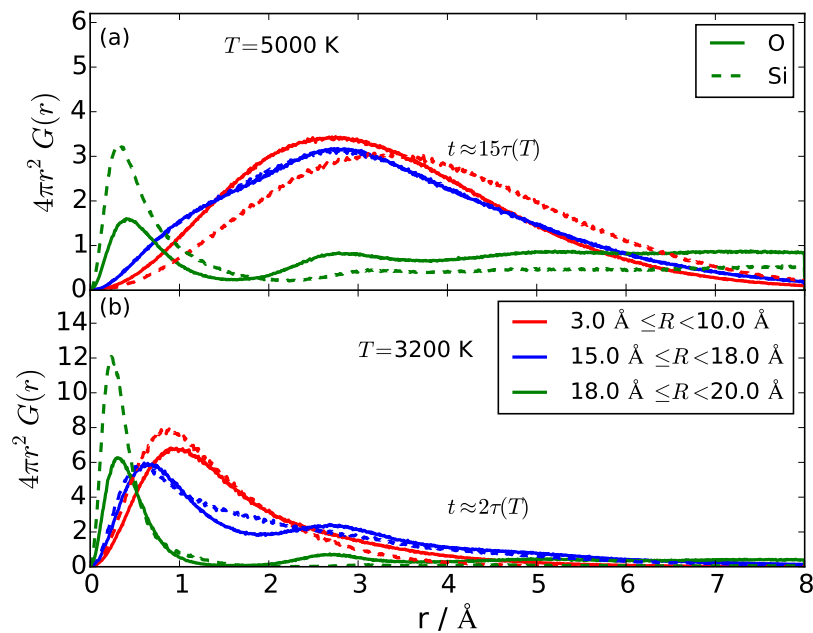 (a)
T=5000 K
O
Si
t≈15τ(T)
4πr² G(r)
6
5
4
3
2
1
0
(b)
T=3200 K
3.0 Å ≤R<10.0 Å
15.0 Å ≤R<18.0 Å
18.0 Å ≤R<20.0 Å
t≈2τ(T)
4πr² G(r)
14
12
10
8
6
4
2
0
0 1 2 3 4 5 6 7 8
r / Å